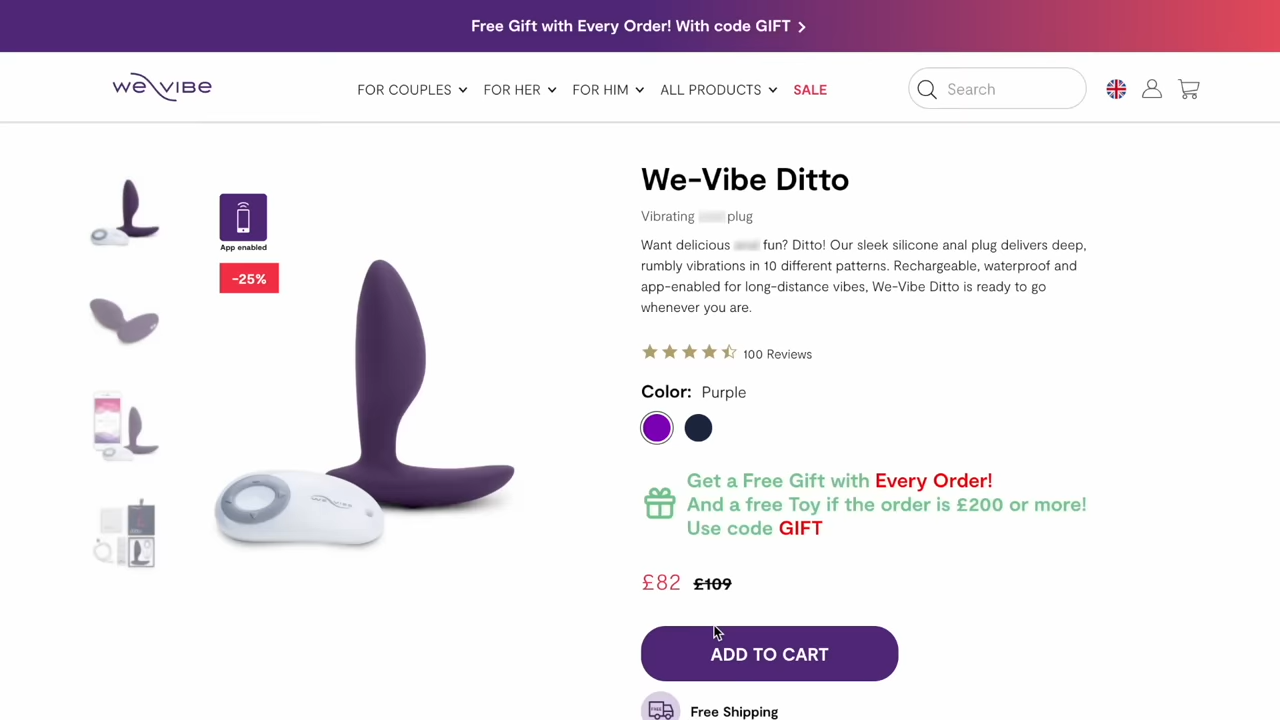 Free Gift with Every Order! With code GIFT >
we vibe
FOR COUPLES FOR HER FOR HIM ALL PRODUCTS SALE
Search
We-Vibe Ditto
Vibrating plug
App enabled
Want delicious fun? Ditto! Our sleek silicone anal plug delivers deep,
rumbly vibrations in 10 different patterns. Rechargeable, waterproof and
app-enabled for long-distance vibes, We-Vibe Ditto is ready to go
whenever you are.
-25%
100 Reviews
Color: Purple
Get a Free Gift with Every Order!
And a free Toy if the order is £200 or more!
Use code GIFT
£82 £109
ADD TO CART
Free Shipping